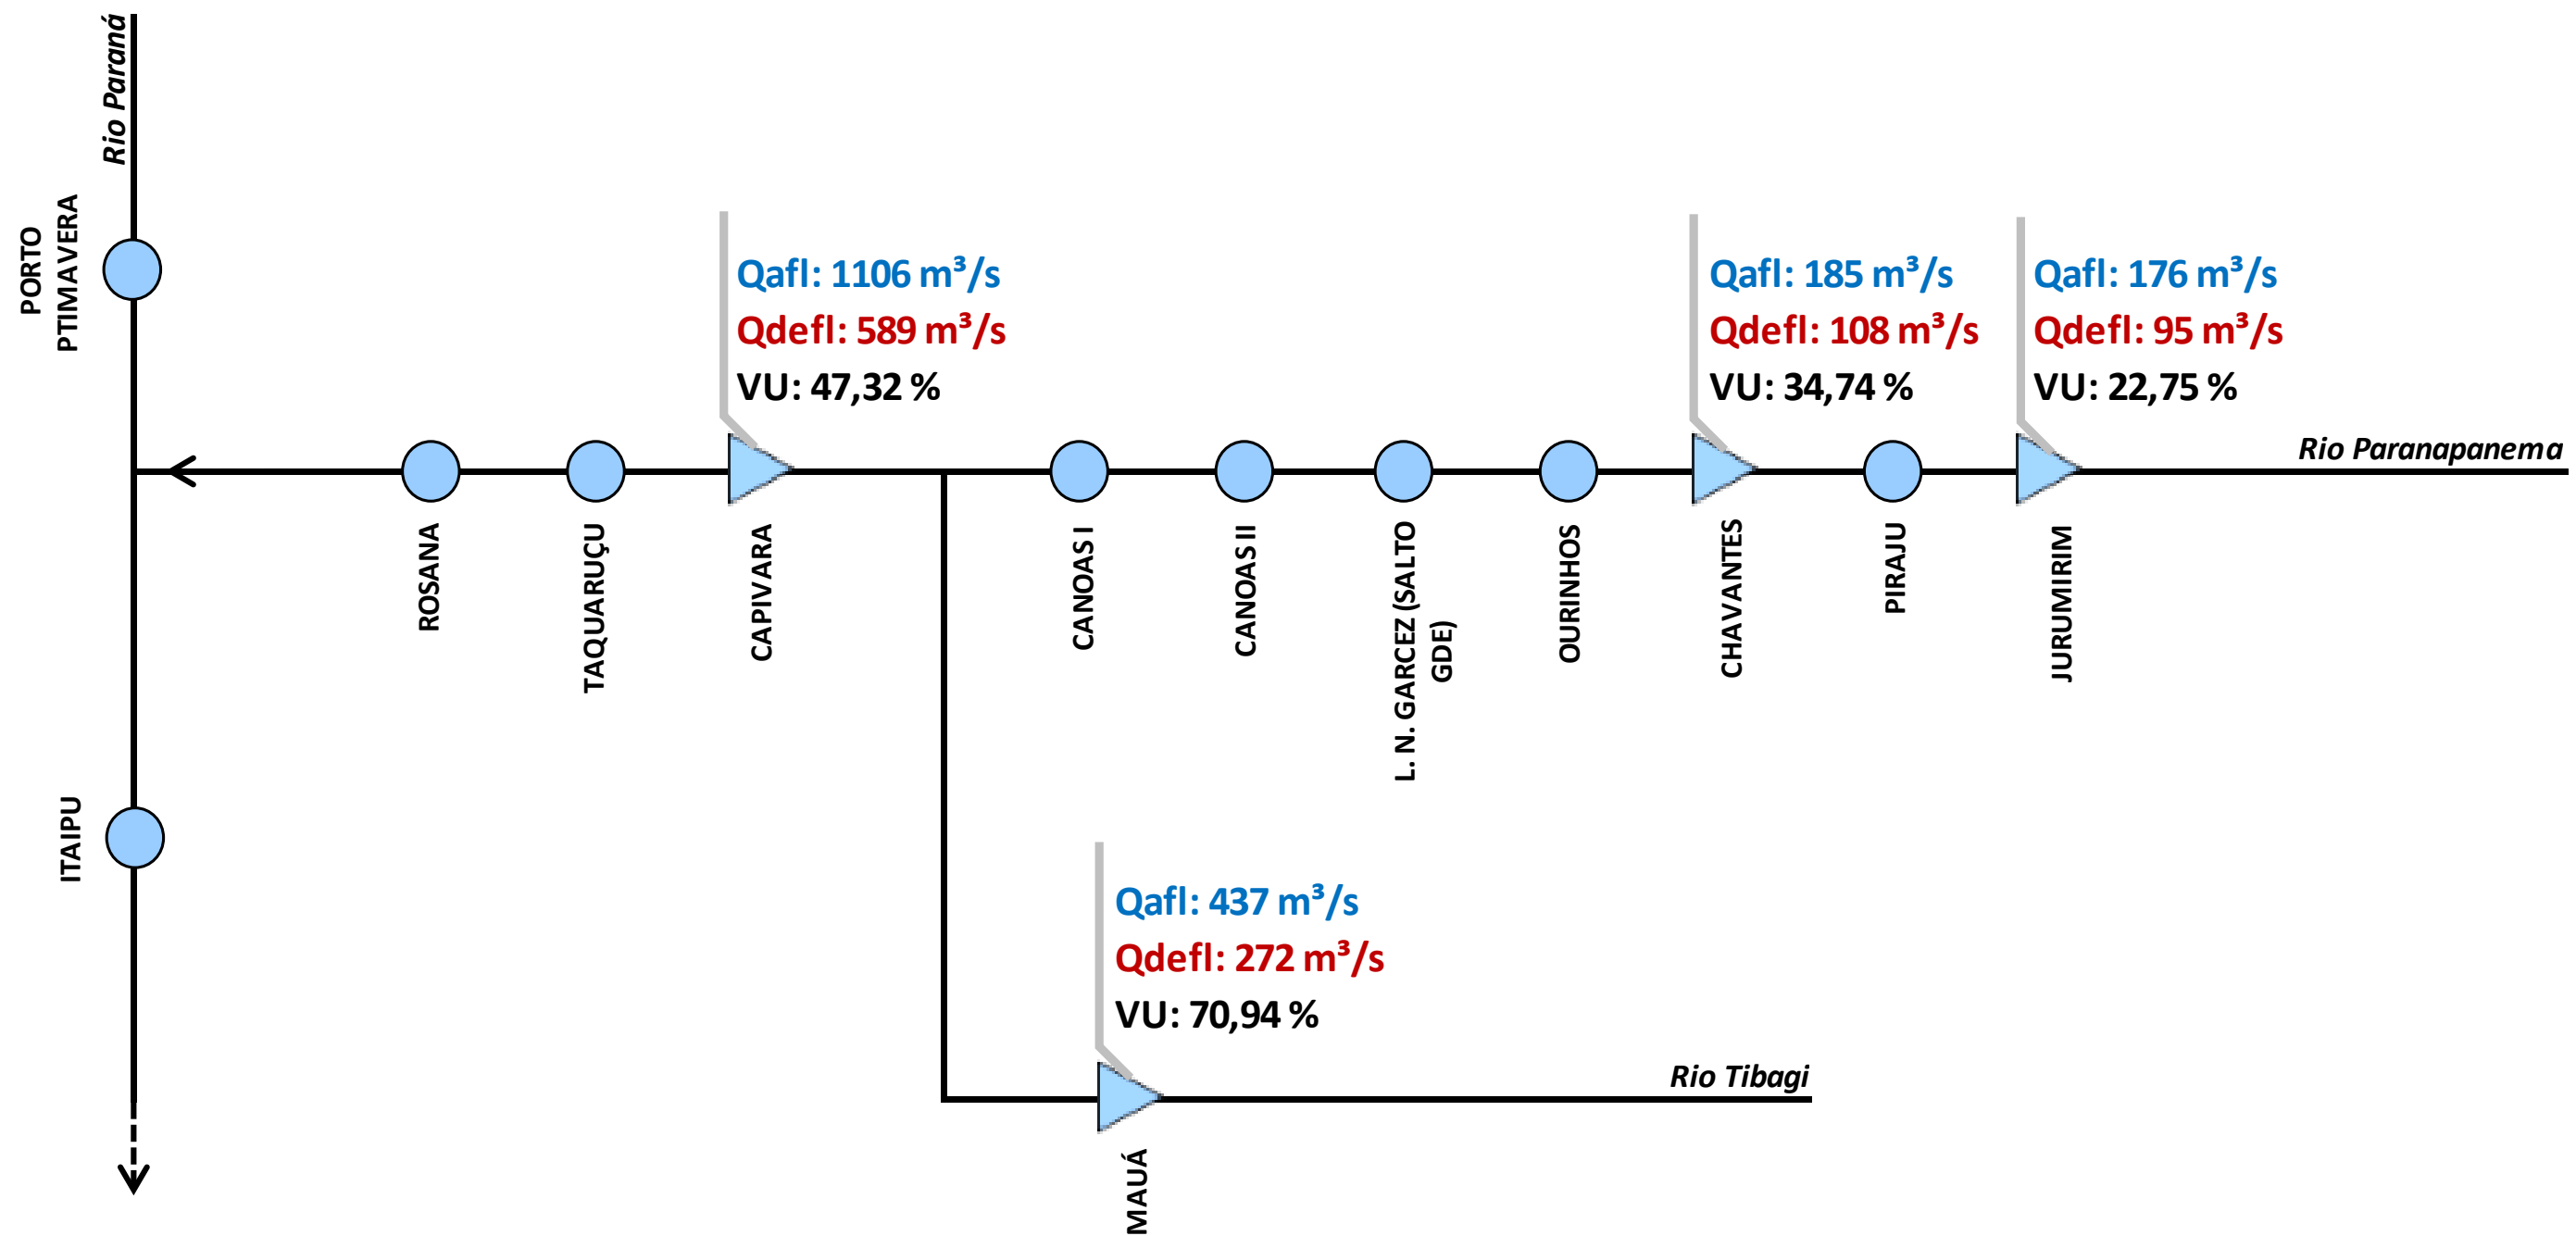 Rio Paraná
PORTO
PTIMAVERA
Qafl: 1106 m³/s
Qdefl: 589 m³/s
VU: 47,32 %
Qafl: 185 m³/s
Qdefl: 108 m³/s
VU: 34,74 %
Qafl: 176 m³/s
Qdefl: 95 m³/s
VU: 22,75 %
Rio Paranapanema
ROSANA
TAQUARUÇU
CAPIVARA
CANOAS I
CANOAS II
L. N. GARCEZ (SALTO
GDE)
OURINHOS
CHAVANTES
PIRAJU
JURUMIRIM
ITAIPU
Qafl: 437 m³/s
Qdefl: 272 m³/s
VU: 70,94 %
Rio Tibagi
MAUÁ